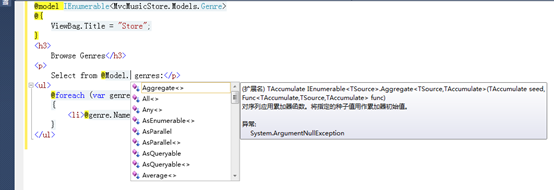 @model IEnumerable<MvcMusicStore.Models.Genre>
@{
ViewBag.Title = "Store";
}
<h3>
Browse Genres</h3>
<p>
Select from @Model. genres:</p>
<ul>
@foreach (var genre
{
<li>@genre.Name
}
</ul>
Aggregate<>
All<>
Any<>
AsEnumerable<>
AsParallel
AsParallel<>
AsQueryable
AsQueryable<>
Average<>
(扩展名) TAccumulate IEnumerable<TSource>.Aggregate<TSource,TAccumulate>(TAccumulate seed,
Func<TAccumulate,TSource,TAccumulate> func)
对序列应用累加器函数。将指定的种子值用作累加器初始值。
异常:
System.ArgumentNullException